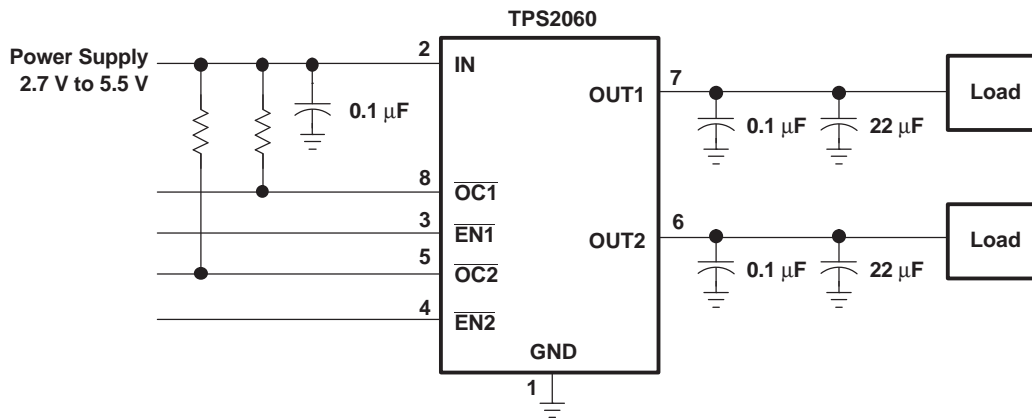 TPS2060
Power Supply
2.7 V to 5.5 V
2
IN
0.1 μF
7
OUT1
0.1 μF
22 μF
Load
8
OC1
3
EN1
5
OC2
4
EN2
6
OUT2
0.1 μF
22 μF
Load
GND
1